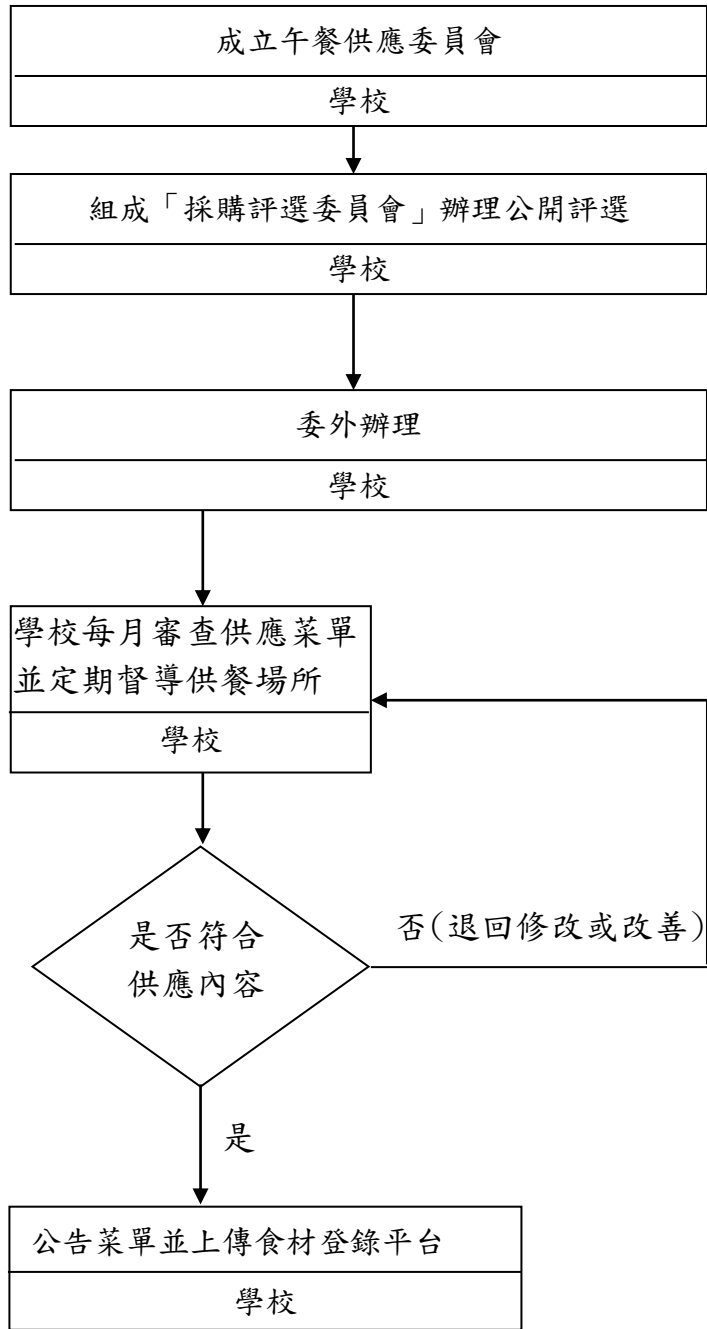 成立午餐供應委員會
學校
組成「採購評選委員會」辦理公開評選
學校
委外辦理
學校
學校每月審查供應菜單
並定期督導供餐場所
學校
是否符合
供應內容
否(退回修改或改善)
是
公告菜單並上傳食材登錄平台
學校